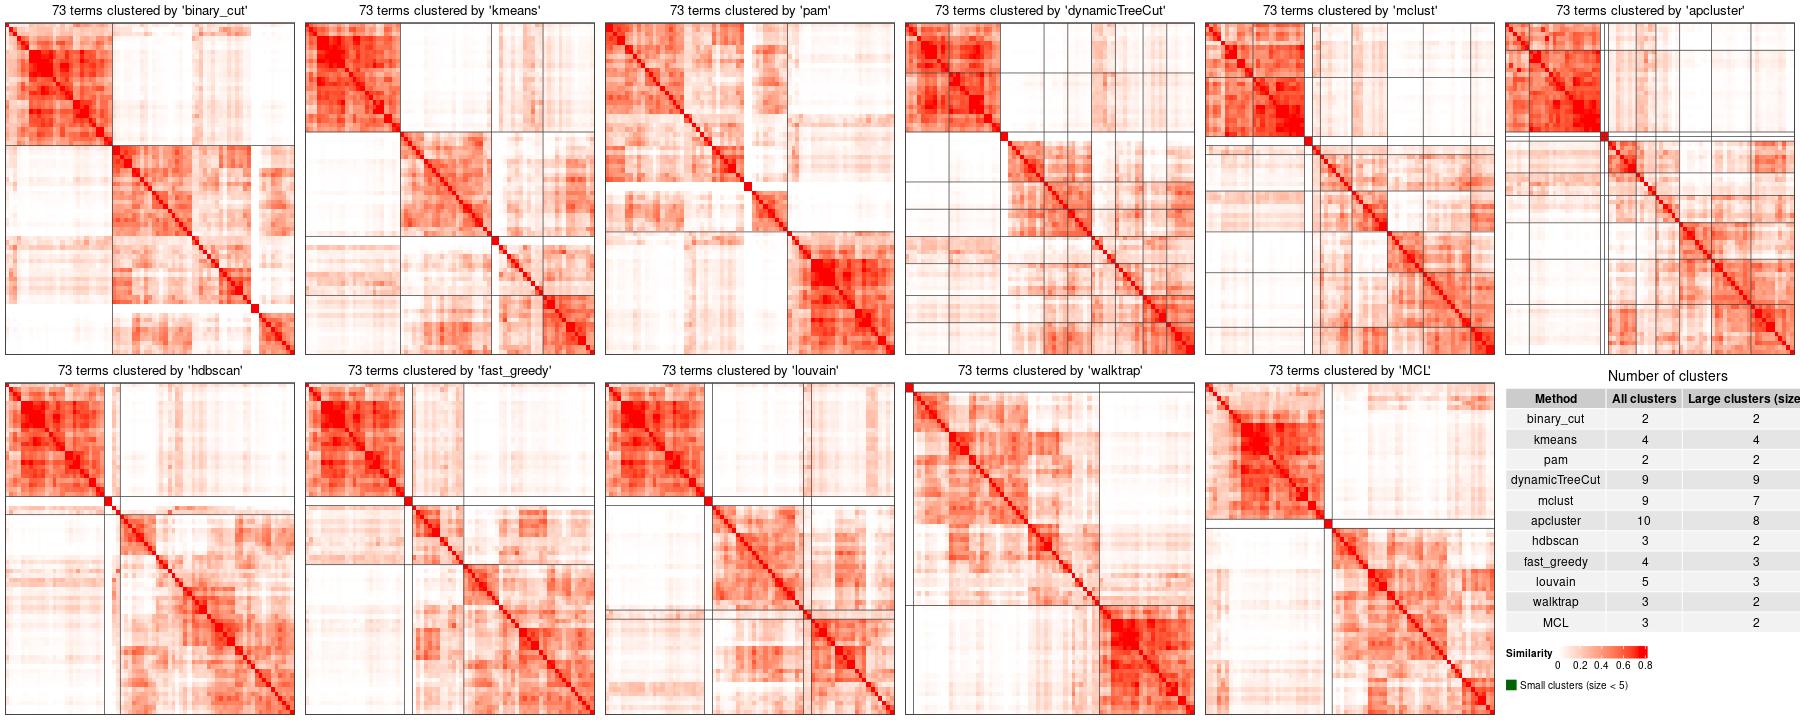 73 terms clustered by 'binary_cut'
73 terms clustered by 'kmeans'
73 terms clustered by 'pam'
73 terms clustered by 'dynamicTreeCut'
73 terms clustered by 'mclust'
73 terms clustered by 'apcluster'
73 terms clustered by 'hdbscan'
73 terms clustered by 'fast_greedy'
73 terms clustered by 'louvain'
73 terms clustered by 'walktrap'
73 terms clustered by 'MCL'
Number of clusters
Method All clusters Large clusters (size
binary_cut 2 2
kmeans 4 4
pam 2 2
dynamicTreeCut 9 9
mclust 9 7
apcluster 10 8
hdbscan 3 2
fast_greedy 4 3
louvain 5 3
walktrap 3 2
MCL 3 2
Similarity
0 0.2 0.4 0.6 0.8
Small clusters (size < 5)